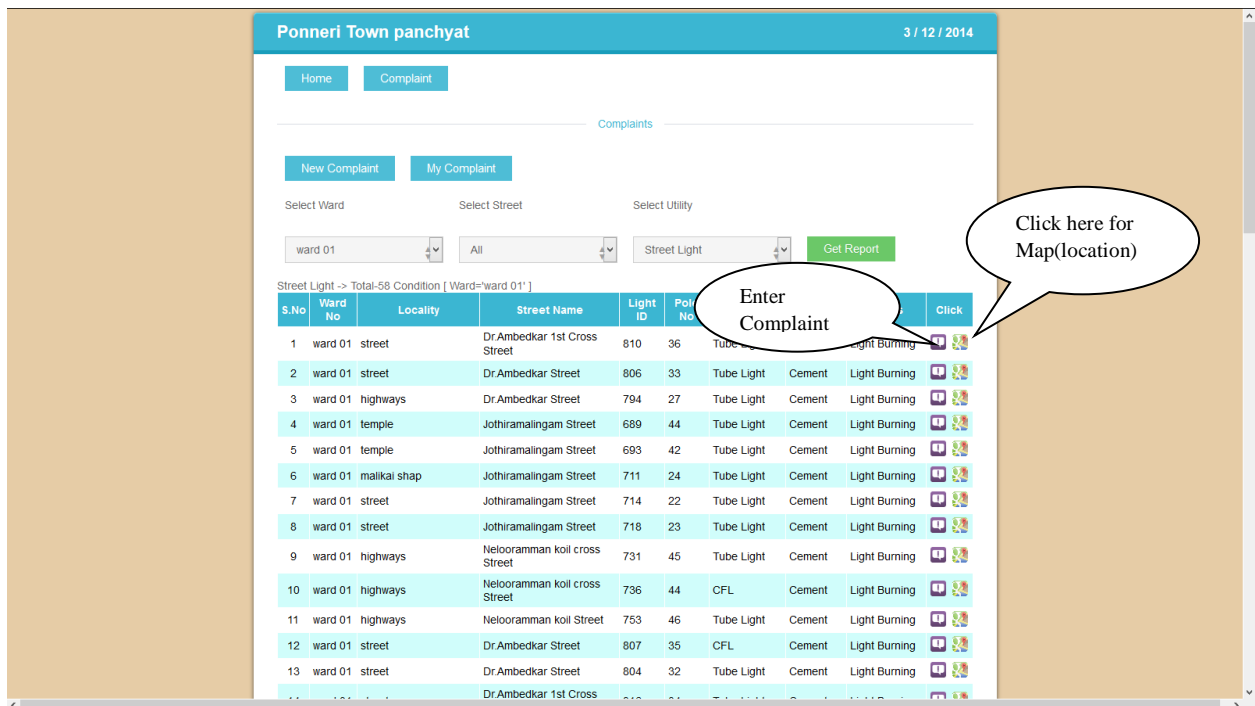 Ponneri Town panchyat 3 / 12 / 2014
Home Complaint
Complaints
New Complaint My Complaint
Select Ward Select Street Select Utility
Click here for
Map(location)
ward 01 All Street Light Get Report
Enter
Complaint
Street Light -> Total-58 Condition [ Ward='ward 01' ]
S.No Ward No Locality Street Name Light ID Pole No Click
1 ward 01 street Dr.Ambedkar 1st Cross Street 810 36 Tube Light Burning
2 ward 01 street Dr.Ambedkar Street 806 33 Tube Light Cement Light Burning
3 ward 01 highways Dr.Ambedkar Street 794 27 Tube Light Cement Light Burning
4 ward 01 temple Jothiramalingam Street 689 44 Tube Light Cement Light Burning
5 ward 01 temple Jothiramalingam Street 693 42 Tube Light Cement Light Burning
6 ward 01 malikai shap Jothiramalingam Street 711 24 Tube Light Cement Light Burning
7 ward 01 street Jothiramalingam Street 714 22 Tube Light Cement Light Burning
8 ward 01 street Jothiramalingam Street 718 23 Tube Light Cement Light Burning
9 ward 01 highways Nelooramman koil cross Street 731 45 Tube Light Cement Light Burning
10 ward 01 highways Nelooramman koil cross Street 736 44 CFL Cement Light Burning
11 ward 01 highways Nelooramman koil Street 753 46 Tube Light Cement Light Burning
12 ward 01 street Dr.Ambedkar Street 807 35 CFL Cement Light Burning
13 ward 01 street Dr.Ambedkar Street 804 32 Tube Light Cement Light Burning
Dr.Ambedkar 1st Cross